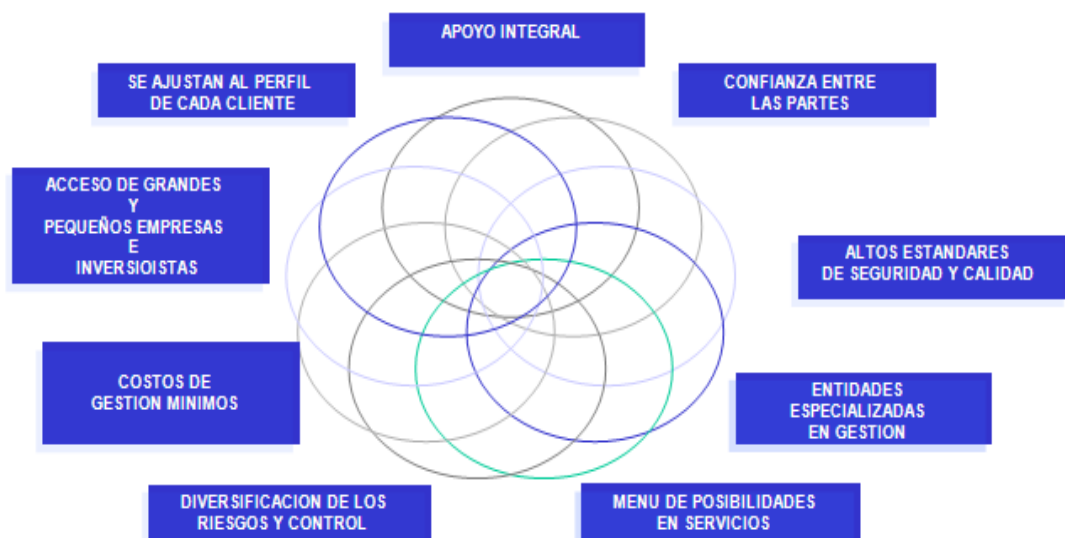 APOYO INTEGRAL
SE AJUSTAN AL PERFIL
DE CADA CLIENTE
CONFIANZA ENTRE
LAS PARTES
ACCESO DE GRANDES
Y
PEQUEÑOS EMPRESAS
E
INVERSIOISTAS
ALTOS ESTANDARES
DE SEGURIDAD Y CALIDAD
COSTOS DE
GESTION MINIMOS
ENTIDADES
ESPECIALIZADAS
EN GESTION
DIVERSIFICACION DE LOS
RIESGOS Y CONTROL
MENU DE POSIBILIDADES
EN SERVICIOS